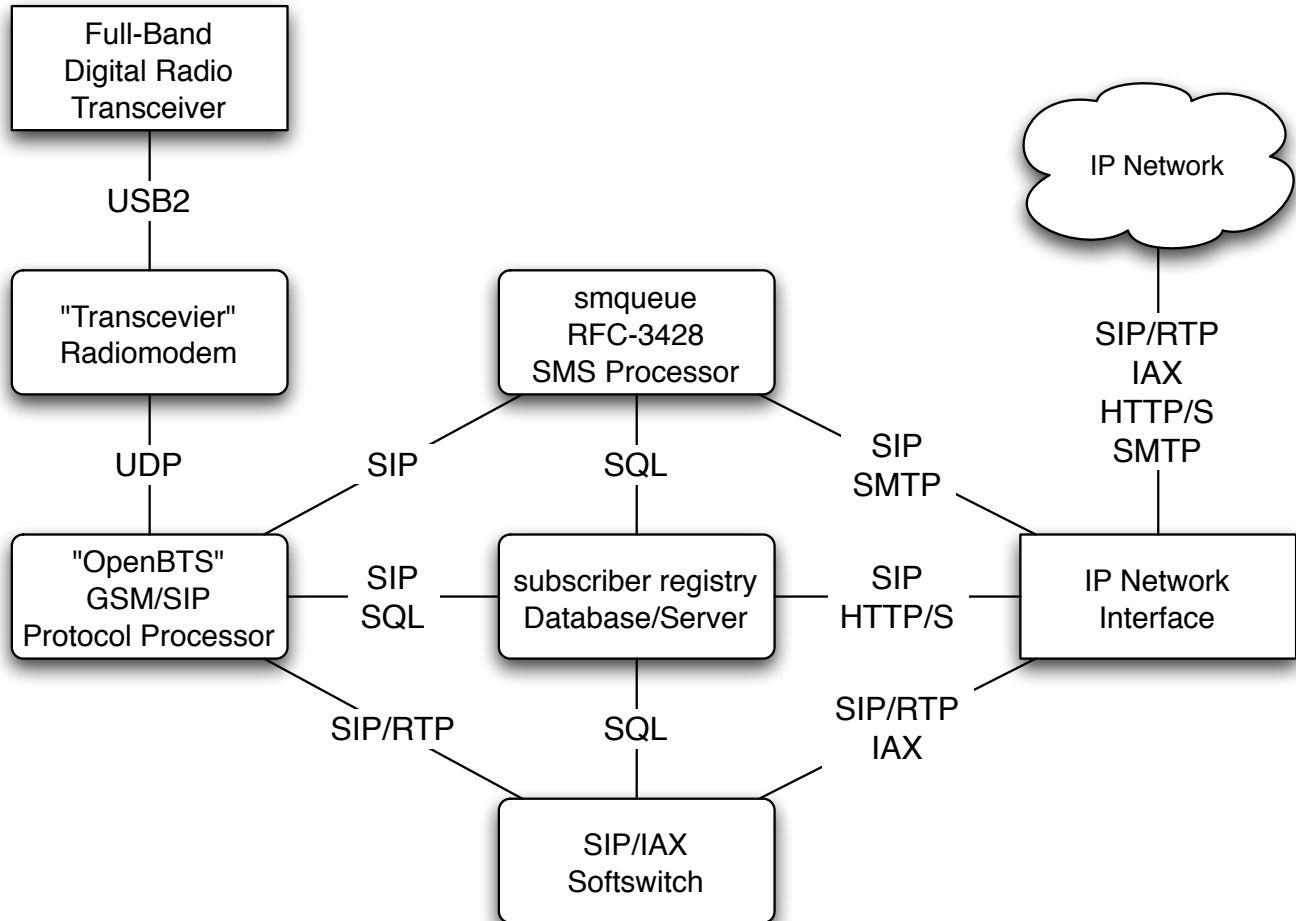 Full-Band
Digital Radio
Transceiver
IP Network
USB2
"Transcevier"
Radiomodem
smqueue
RFC-3428
SMS Processor
SIP/RTP
IAX
HTTP/S
SMTP
UDP
SIP
SQL
SIP
SMTP
"OpenBTS"
GSM/SIP
Protocol Processor
SIP
SQL
subscriber registry
Database/Server
SIP
HTTP/S
IP Network
Interface
SIP/RTP
SQL
SIP/RTP
IAX
SIP/IAX
Softswitch